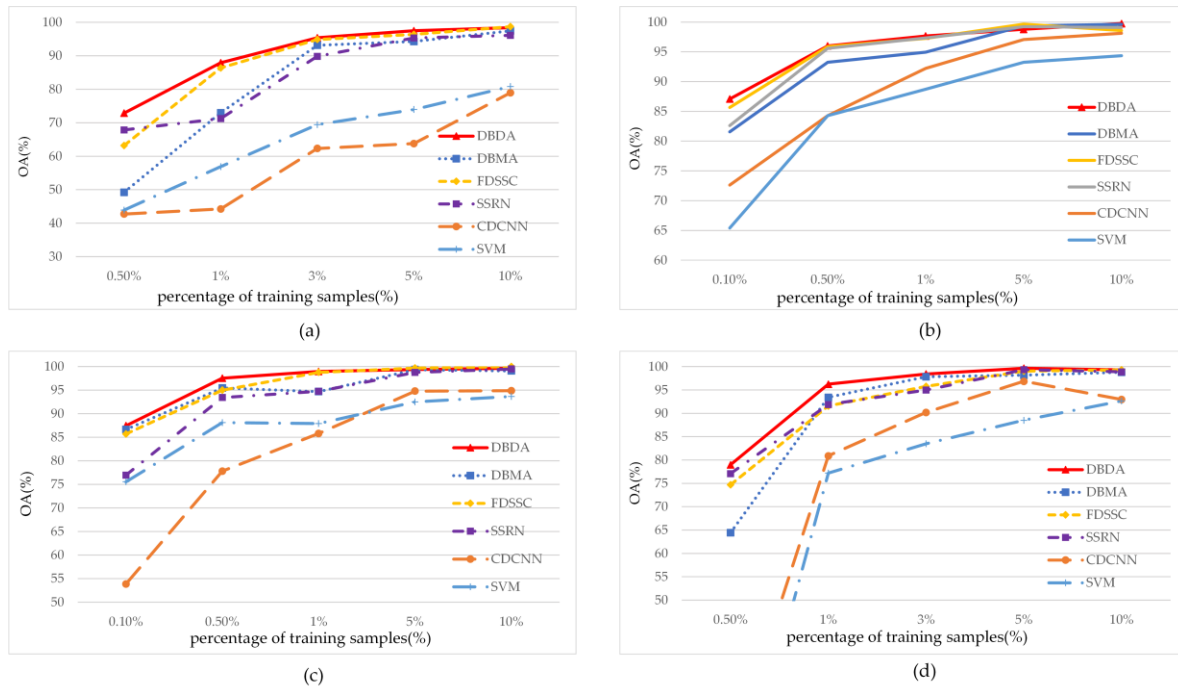 100
90
80
70
60
50
40
30
OA(%)
DBDA
DBMA
FDSSC
SSRN
CDCNN
SVM
0.50% 1% 3% 5% 10%
percentage of training samples(%)
(a)
100
95
90
85
80
75
70
65
60
OA(%)
DBDA
DBMA
FDSSC
SSRN
CDCNN
SVM
0.10% 0.50% 1% 5% 10%
percentage of training samples(%)
(b)
100
95
90
85
80
75
70
65
60
55
50
OA(%)
DBDA
DBMA
FDSSC
SSRN
CDCNN
SVM
0.10% 0.50% 1% 5% 10%
percentage of training samples(%)
(c)
100
95
90
85
80
75
70
65
60
55
50
OA(%)
DBDA
DBMA
FDSSC
SSRN
CDCNN
SVM
0.50% 1% 3% 5% 10%
percentage of training samples(%)
(d)